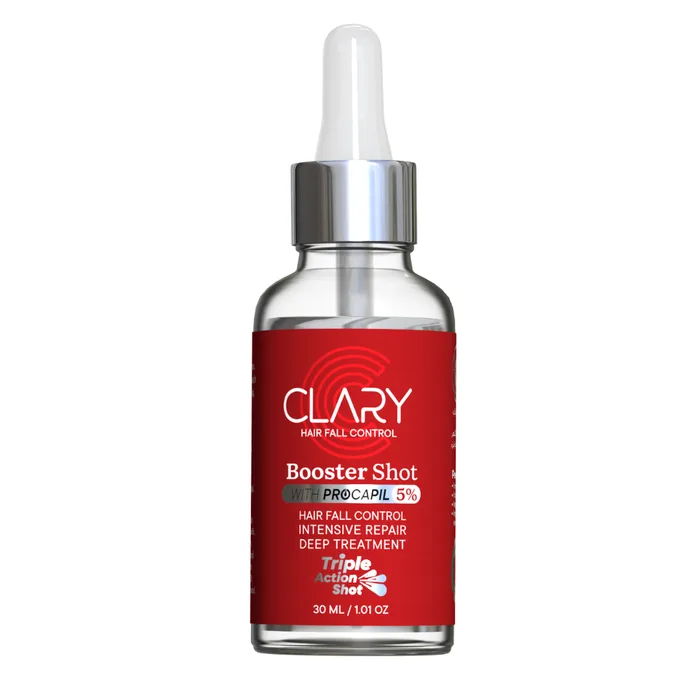 CLARY
HAIR FALL CONTROL
Booster Shot
WITH PROCAPIL 5%
HAIR FALL CONTROL
INTENSIVE REPAIR
DEEP TREATMENT
Triple
Action
Shot
30 ML / 1.01 OZ